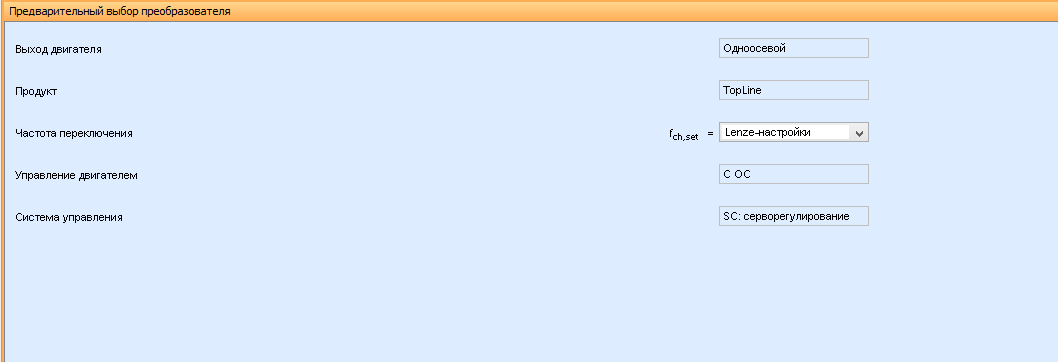 Предварительный выбор преобразователя
Выход двигателя Одноосевой
Продукт TopLine
Частота переключения fch,set = Lenze-настройки
Управление двигателем С ОС
Система управления SC: серворегулирование